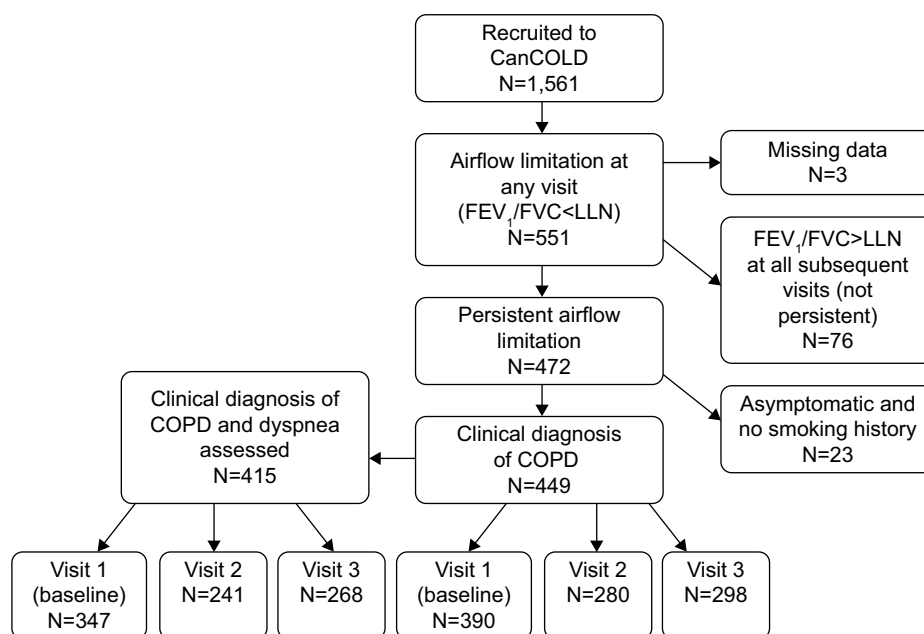 Recruited to
CanCOLD
N=1,561
Airflow limitation at
any visit
(FEV₁/FVC<LLN)
N=551
Missing data
N=3
FEV₁/FVC>LLN
at all subsequent
visits (not
persistent)
N=76
Persistent airflow
limitation
N=472
Asymptomatic and
no smoking history
N=23
Clinical diagnosis
of COPD
N=449
Clinical diagnosis of
COPD and dyspnea
assessed
N=415
Visit 1
(baseline)
N=347
Visit 2
N=241
Visit 3
N=268
Visit 1
(baseline)
N=390
Visit 2
N=280
Visit 3
N=298